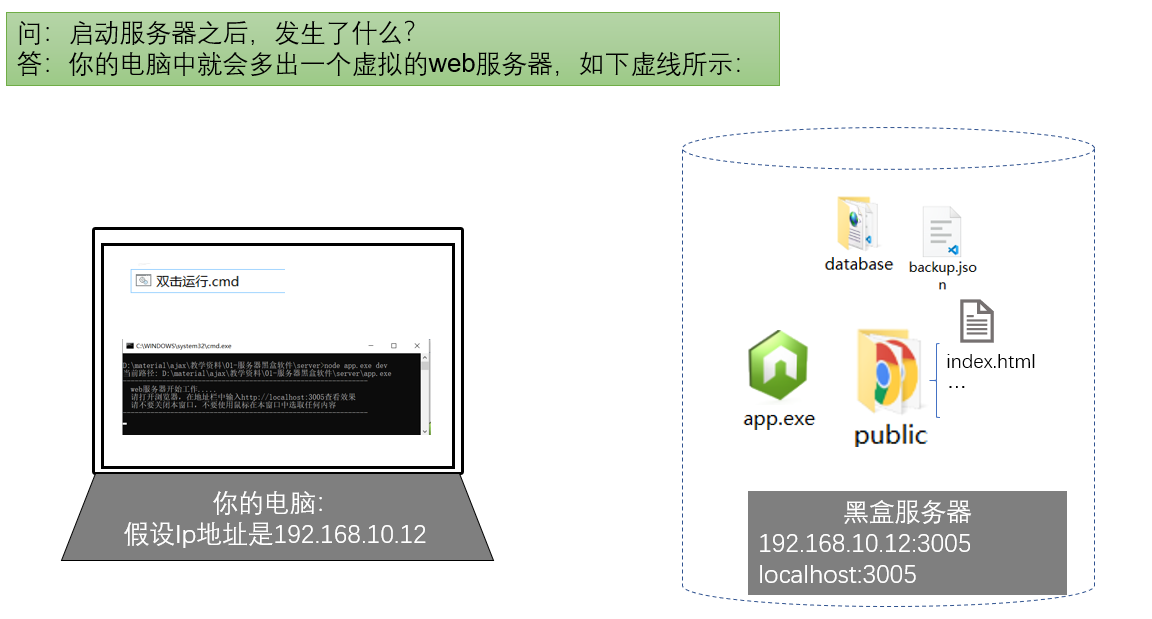 问：启动服务器之后，发生了什么？
答：你的电脑中就会多出一个虚拟的web服务器，如下虚线所示：
双击运行.cmd
C:\WINDOWS\system32\cmd.exe
D:\material\ajax\教学资料\01-服务器黑盒软件\server>node app.exe dev
当前路径: D:\material\ajax\教学资料\01-服务器黑盒软件\server\app.exe
web服务器开始工作.....
请打开浏览器，在地址栏中输入http://localhost:3005查看效果
请不要关闭本窗口，不要使用鼠标在本窗口中选取任何内容
你的电脑：
假设Ip地址是192.168.10.12
database
backup.jso
n
index.html
…
app.exe
public
黑盒服务器
192.168.10.12:3005
localhost:3005